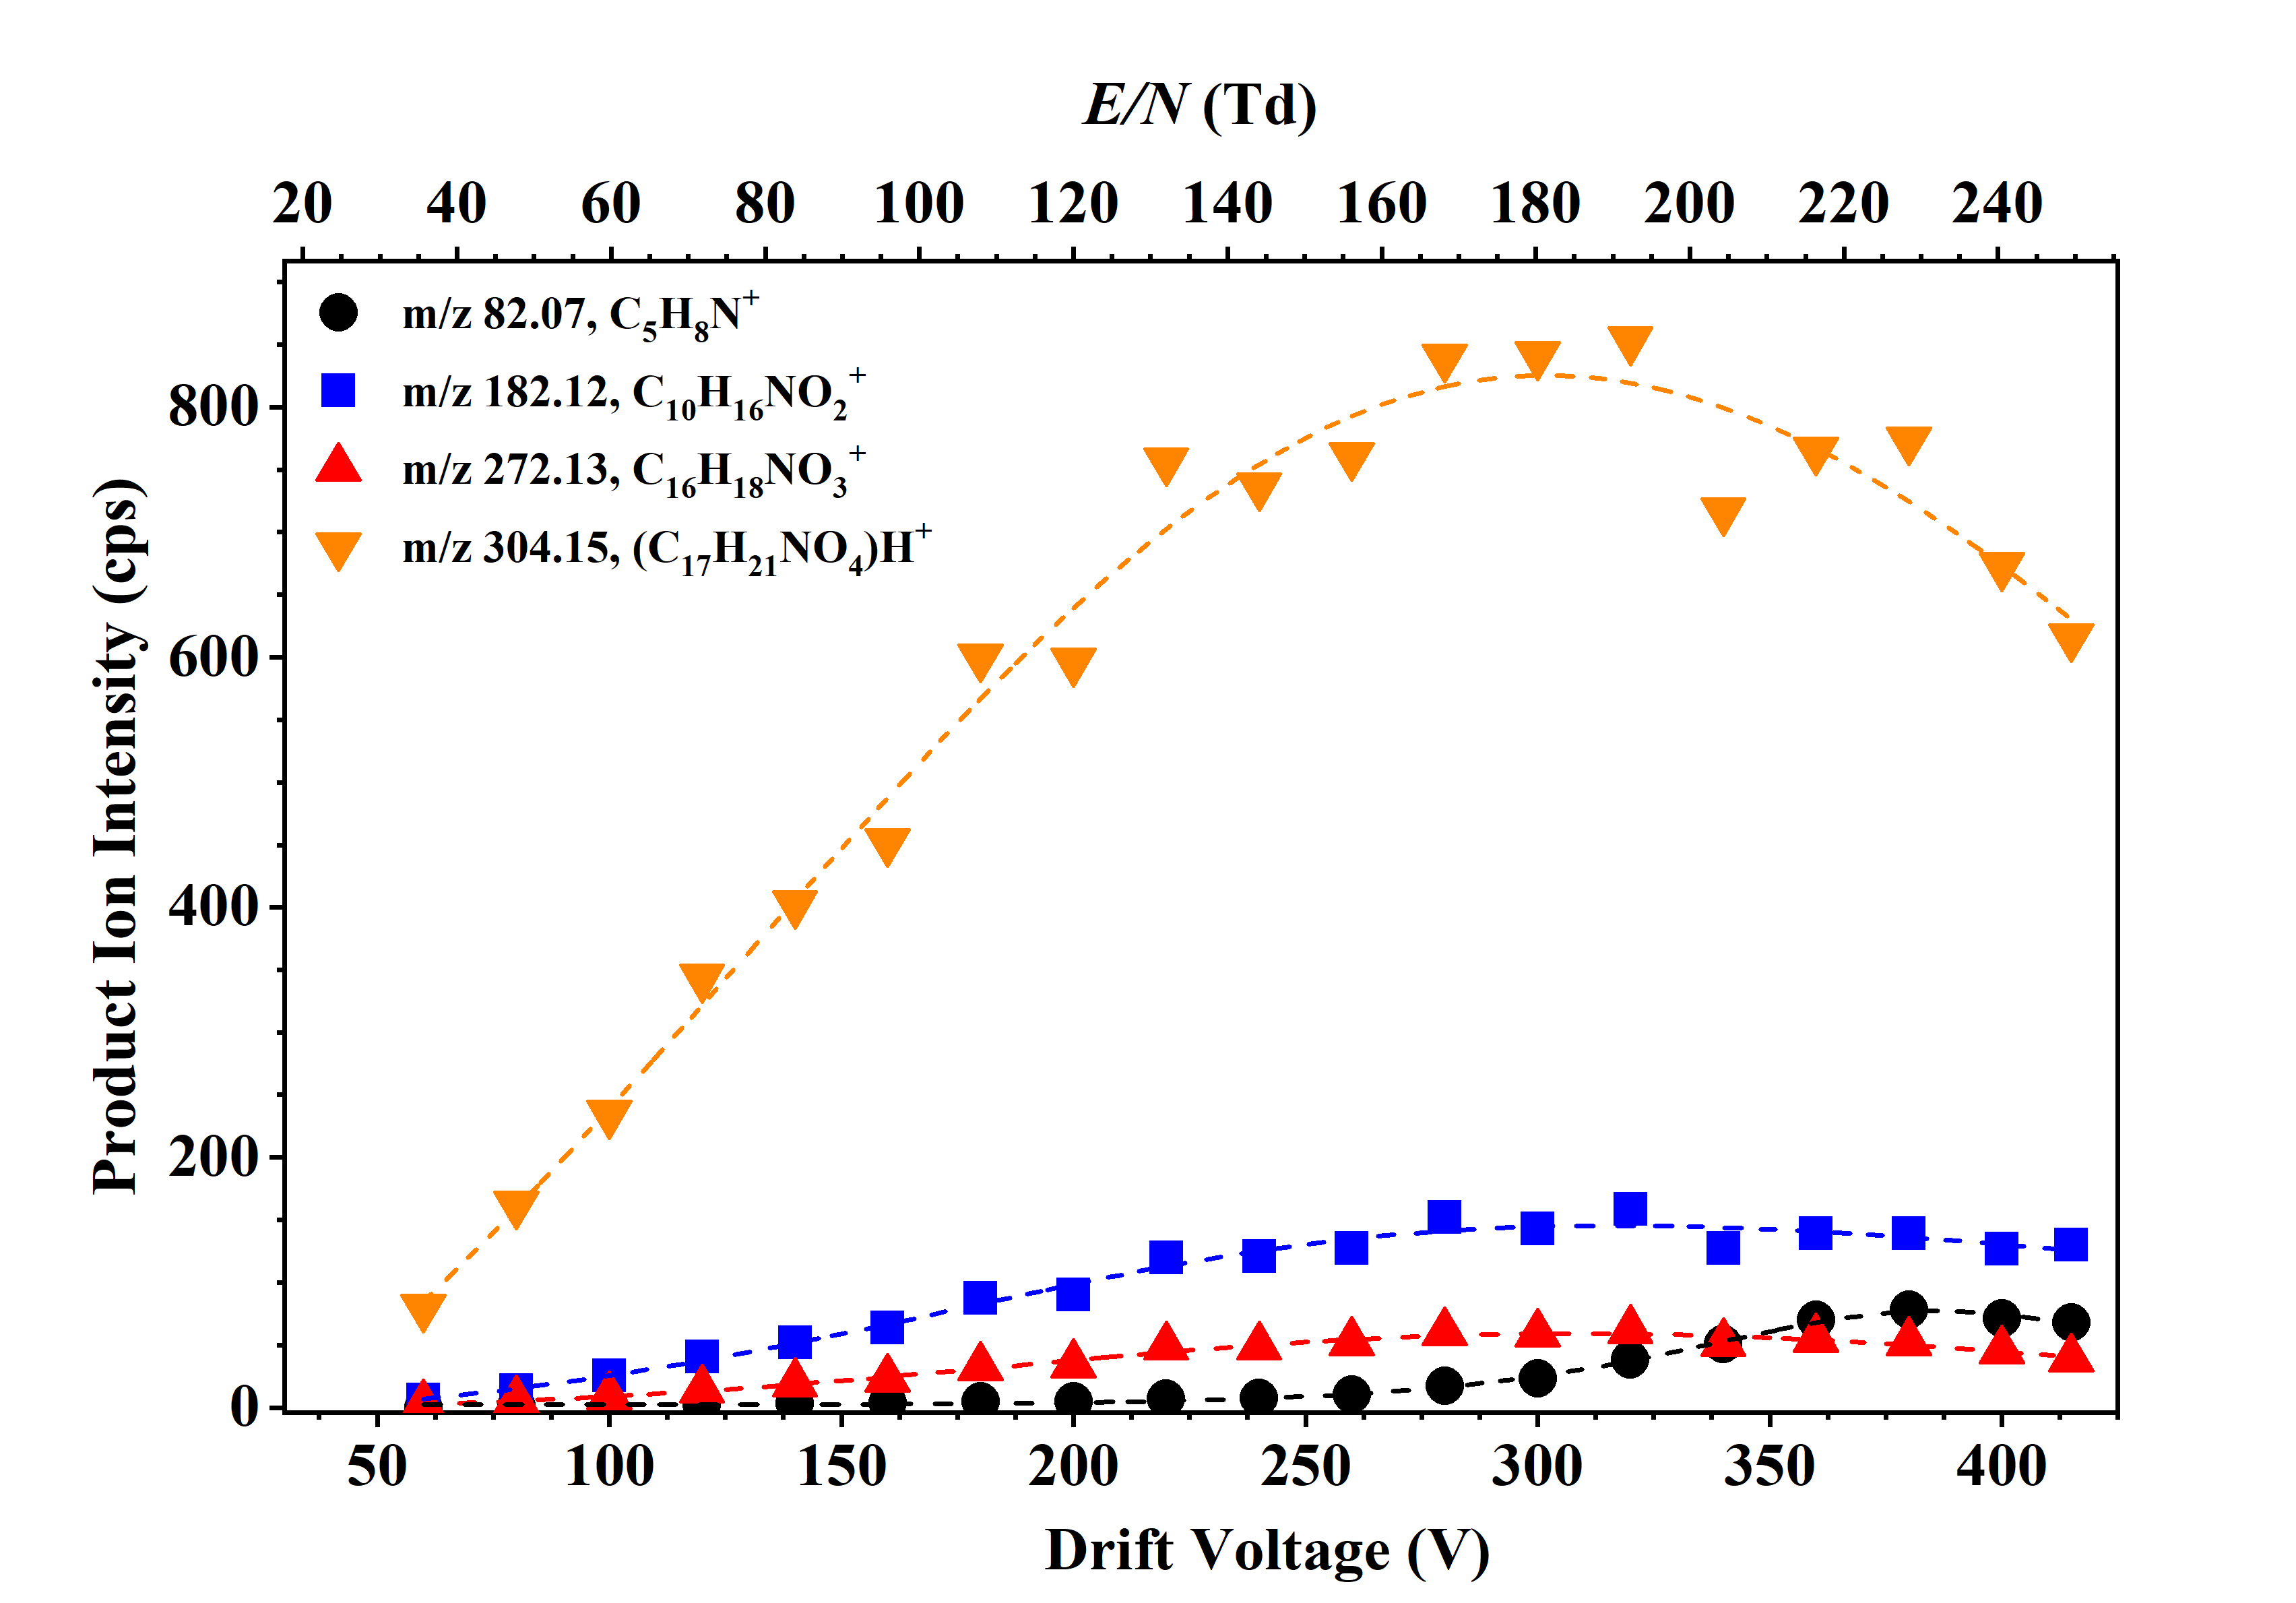 E/N (Td)
20 40 60 80 100 120 140 160 180 200 220 240
m/z 82.07, C₅H₈N⁺
m/z 182.12, C₁₀H₁₆NO₂⁺
m/z 272.13, C₁₆H₁₈NO₃⁺
m/z 304.15, (C₁₇H₂₁NO₄)H⁺
Product Ion Intensity (cps)
800
600
400
200
0
50 100 150 200 250 300 350 400
Drift Voltage (V)